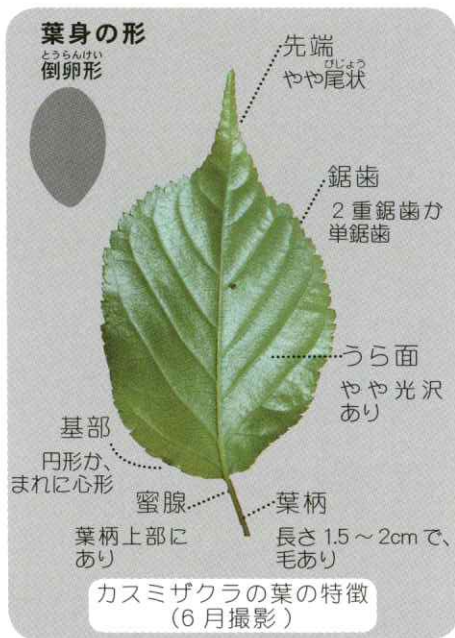 葉身の形
とうらんけい
倒卵形
先端
びじょう
やや尾状
鋸歯
2重鋸歯か
単鋸歯
うら面
やや光沢
あり
基部
円形か、
まれに心形
蜜腺
葉柄上部に
あり
葉柄
長さ1.5～2cmで、
毛あり
カスミザクラの葉の特徴
(6月撮影)